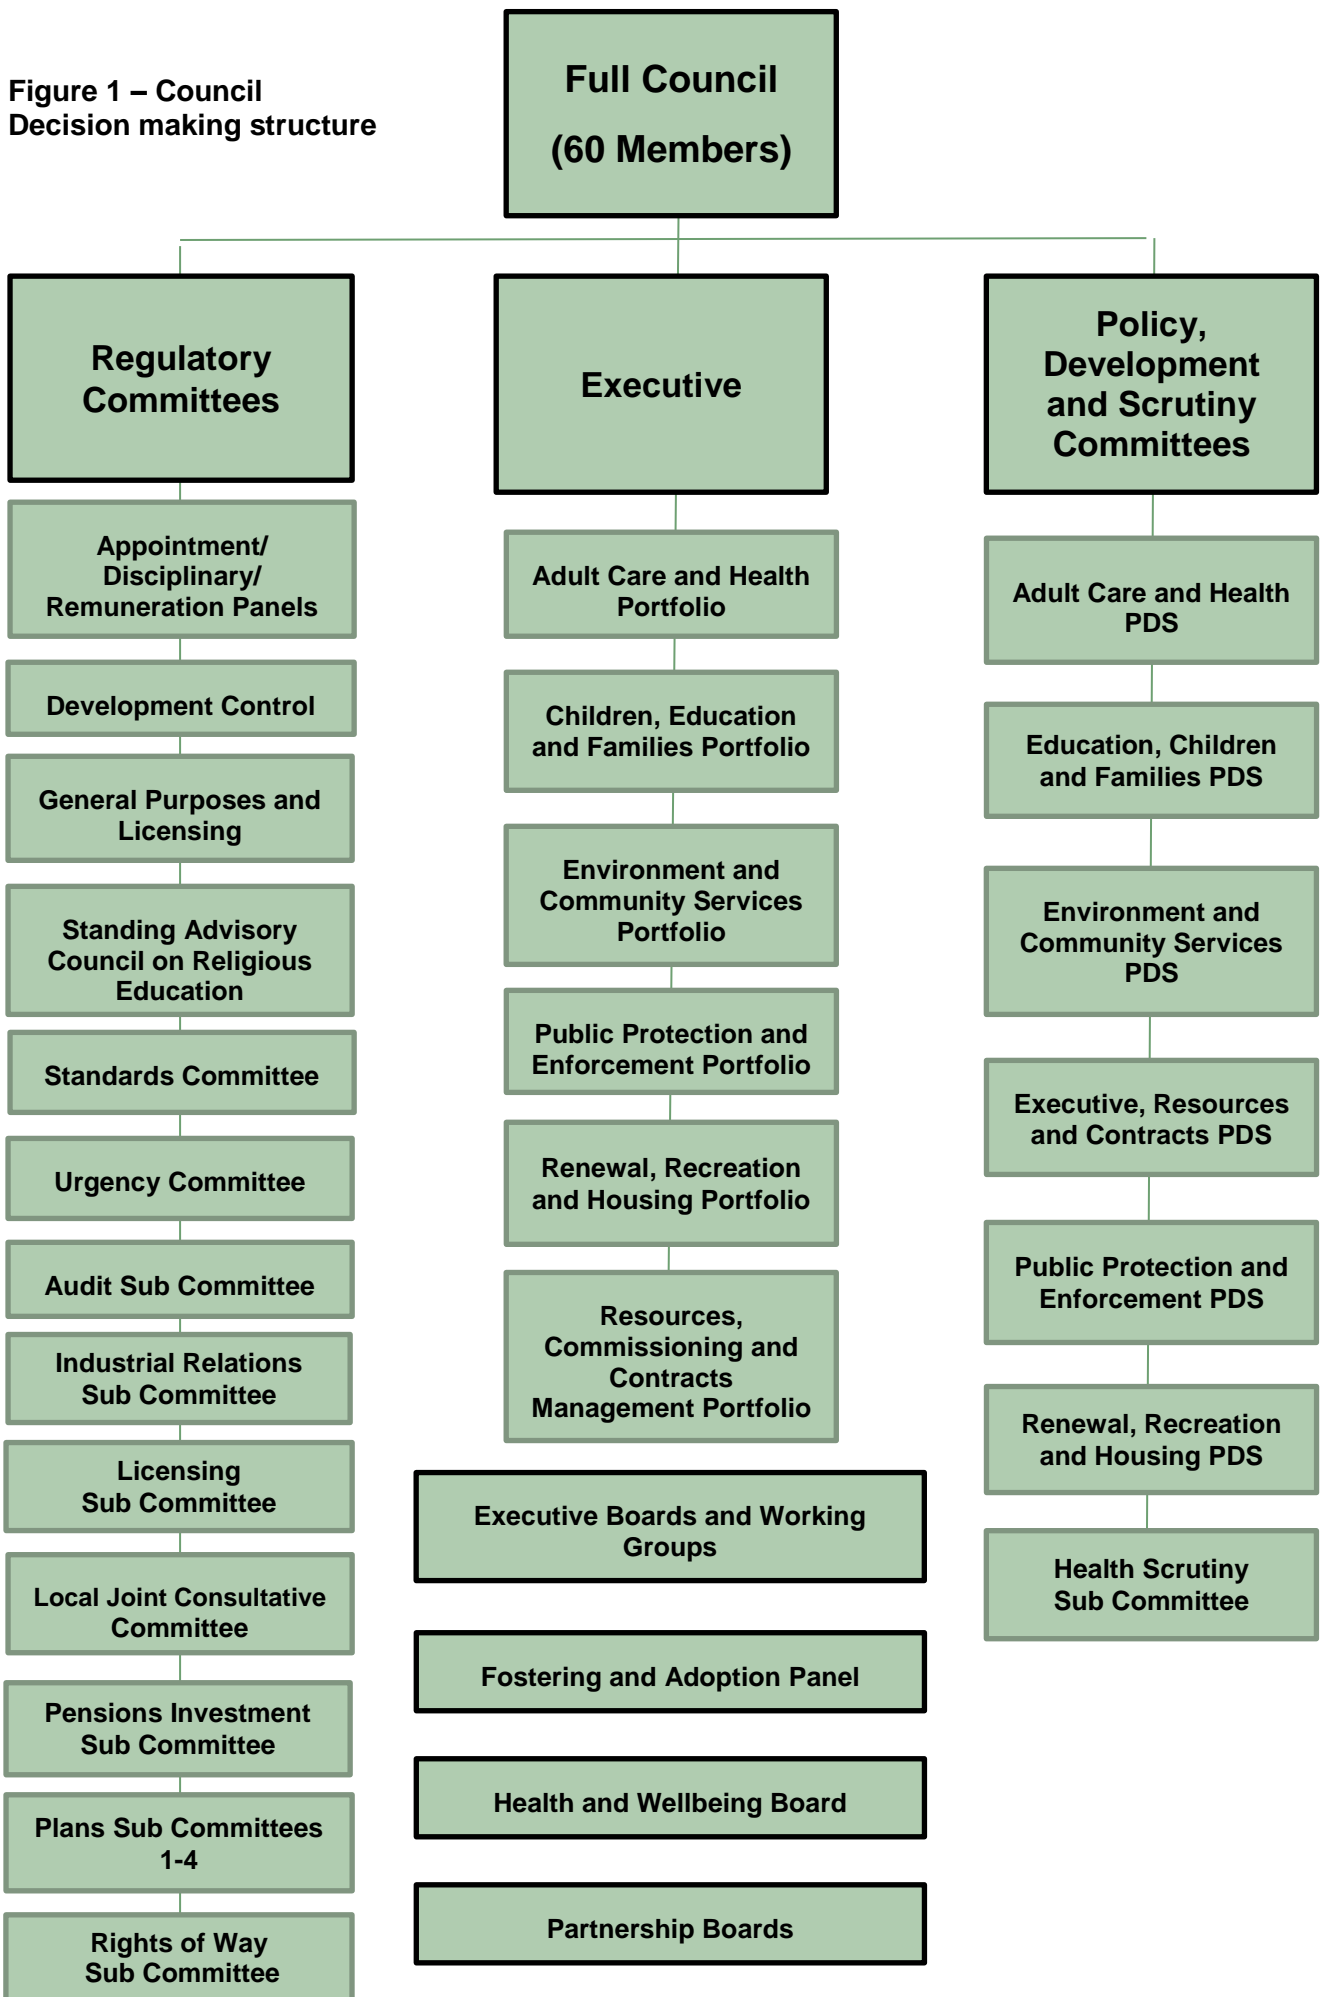 Figure 1 – Council
Decision making structure
Full Council
(60 Members)
Regulatory
Committees
Appointment/
Disciplinary/
Remuneration Panels
Development Control
General Purposes and
Licensing
Standing Advisory
Council on Religious
Education
Standards Committee
Urgency Committee
Audit Sub Committee
Industrial Relations
Sub Committee
Licensing
Sub Committee
Local Joint Consultative
Committee
Pensions Investment
Sub Committee
Plans Sub Committees
1-4
Rights of Way
Sub Committee
Executive
Adult Care and Health
Portfolio
Children, Education
and Families Portfolio
Environment and
Community Services
Portfolio
Public Protection and
Enforcement Portfolio
Renewal, Recreation
and Housing Portfolio
Resources,
Commissioning and
Contracts
Management Portfolio
Executive Boards and Working
Groups
Fostering and Adoption Panel
Health and Wellbeing Board
Partnership Boards
Policy,
Development
and Scrutiny
Committees
Adult Care and Health
PDS
Education, Children
and Families PDS
Environment and
Community Services
PDS
Executive, Resources
and Contracts PDS
Public Protection and
Enforcement PDS
Renewal, Recreation
and Housing PDS
Health Scrutiny
Sub Committee